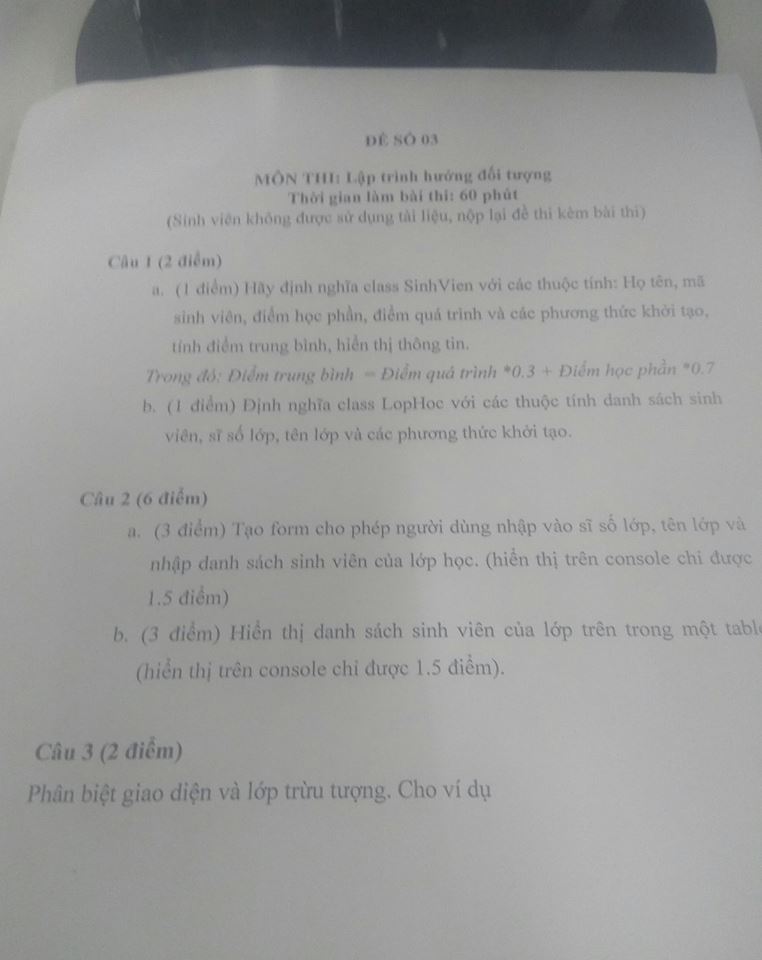 ĐỀ SỐ 03
MÔN THI: Lập trình hướng đối tượng
Thời gian làm bài thi: 60 phút
(Sinh viên không được sử dụng tài liệu, nộp lại đề thi kèm bài thi)
Câu 1 (2 điểm)
a. (1 điểm) Hãy định nghĩa class SinhVien với các thuộc tính: Họ tên, mã
sinh viên, điểm học phần, điểm quá trình và các phương thức khởi tạo,
tính điểm trung bình, hiển thị thông tin.
Trong đó: Điểm trung bình = Điểm quá trình *0.3 + Điểm học phần *0.7
b. (1 điểm) Định nghĩa class LopHoc với các thuộc tính danh sách sinh
viên, sĩ số lớp, tên lớp và các phương thức khởi tạo.
Câu 2 (6 điểm)
a. (3 điểm) Tạo form cho phép người dùng nhập vào sĩ số lớp, tên lớp và
nhập danh sách sinh viên của lớp học. (hiển thị trên console chỉ được
1.5 điểm)
b. (3 điểm) Hiển thị danh sách sinh viên của lớp trên trong một table
(hiển thị trên console chỉ được 1.5 điểm).
Câu 3 (2 điểm)
Phân biệt giao diện và lớp trừu tượng. Cho ví dụ